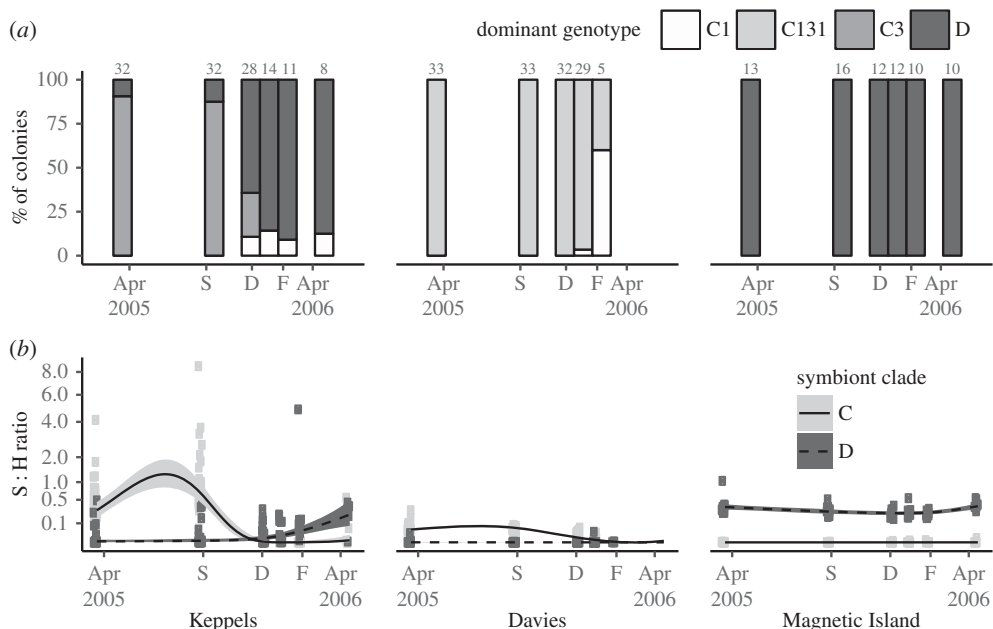 (a)
dominant genotype C1 C131 C3 D
% of colonies
100
75
50
25
0
32 32 28 14 11 8
33 33 32 29 5
13 16 12 12 10 10
Apr 2005 S D F Apr 2006
Apr 2005 S D F Apr 2006
Apr 2005 S D F Apr 2006
(b)
S : H ratio
8.0
6.0
4.0
2.0
1.0
0.5
0.1
symbiont clade
C
D
Apr 2005 S D F Apr 2006
Apr 2005 S D F Apr 2006
Apr 2005 S D F Apr 2006
Keppels Davies Magnetic Island